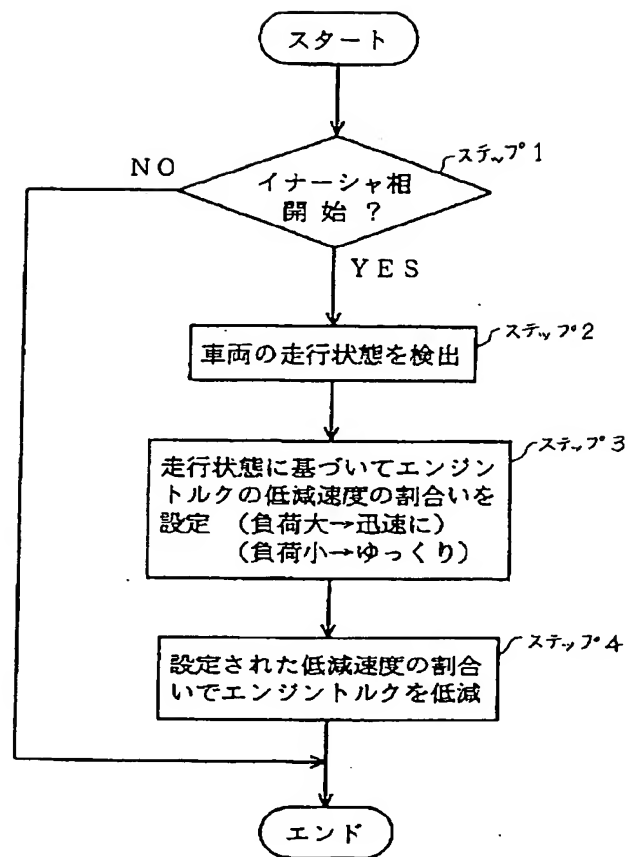 スタート
ステップ1
NO
イナーシャ相
開始?
YES
ステップ2
車両の走行状態を検出
ステップ3
走行状態に基づいてエンジン
トルクの低減速度の割合いを
設定 (負荷大→迅速に)
(負荷小→ゆっくり)
ステップ4
設定された低減速度の割合
いでエンジントルクを低減
エンド